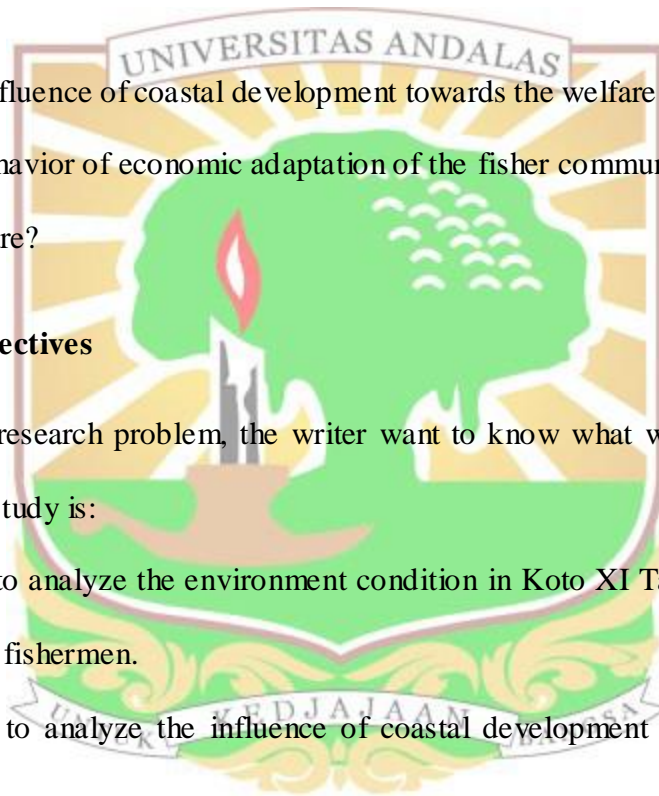 UNIVERSITAS ANDALAS
fluence of coastal development towards the welfare
havior of economic adaptation of the fisher commun
re?
ectives
research problem, the writer want to know what w
tudy is:
to analyze the environment condition in Koto XI T
fishermen.
to analyze the influence of coastal development
UNTUK KEDJAJAAN BANGSA